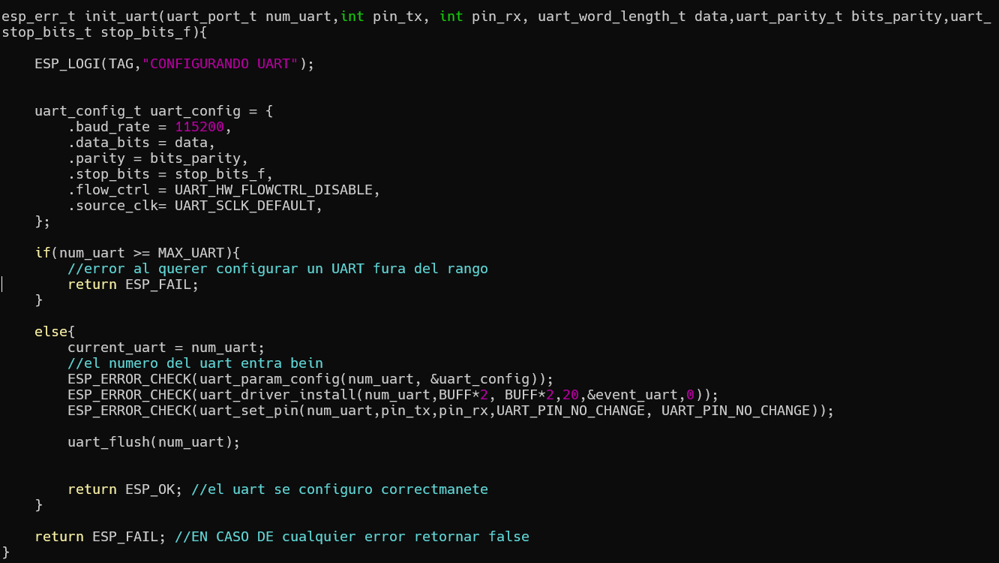 esp_err_t init_uart(uart_port_t num_uart,int pin_tx, int pin_rx, uart_word_length_t data,uart_parity_t bits_parity,uart_
stop_bits_t stop_bits_f){
    ESP_LOGI(TAG,"CONFIGURANDO UART");
    uart_config_t uart_config = {
        .baud_rate = 115200,
        .data_bits = data,
        .parity = bits_parity,
        .stop_bits = stop_bits_f,
        .flow_ctrl = UART_HW_FLOWCTRL_DISABLE,
        .source_clk= UART_SCLK_DEFAULT,
    };
    if(num_uart >= MAX_UART){
        //error al querer configurar un UART fura del rango
        return ESP_FAIL;
    }
    else{
        current_uart = num_uart;
        //el numero del uart entra bein
        ESP_ERROR_CHECK(uart_param_config(num_uart, &uart_config));
        ESP_ERROR_CHECK(uart_driver_install(num_uart,BUFF*2, BUFF*2,20,&event_uart,0));
        ESP_ERROR_CHECK(uart_set_pin(num_uart,pin_tx,pin_rx,UART_PIN_NO_CHANGE, UART_PIN_NO_CHANGE));
        uart_flush(num_uart);
        return ESP_OK; //el uart se configuro correctmanete
    }
    return ESP_FAIL; //EN CASO DE cualquier error retornar false
}